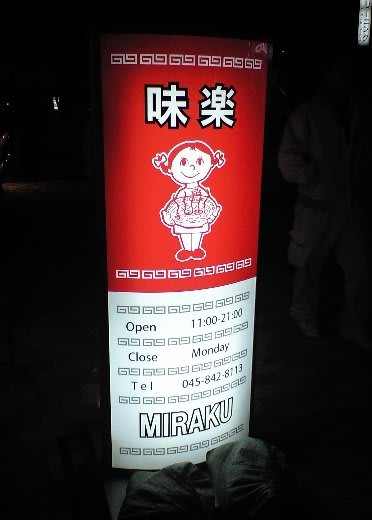 味楽
Open 11:00-21:00
Close Monday
Tel 045-842-8113
MIRAKU